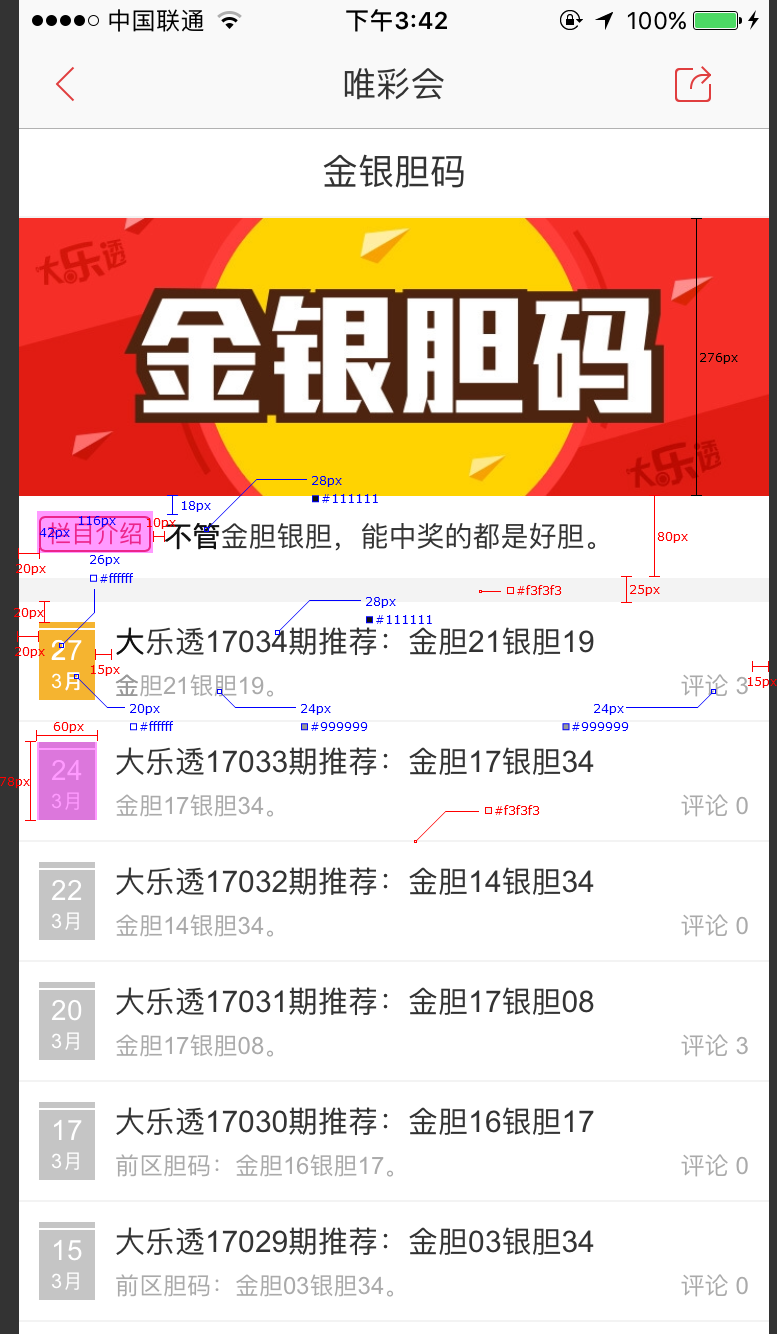 中国联通 下午3:42 100%
唯彩会
金银胆码
大乐透
金银胆码
276px
大乐透
28px
#111111
18px
116px
10px
42px
栏目介绍 不管金胆银胆，能中奖的都是好胆。
80px
20px
26px
#ffffff
#f3f3f3
25px
28px
#111111
20px
27
3月
大乐透17034期推荐：金胆21银胆19
20px
15px
金胆21银胆19。
评论 3
15px
20px
#ffffff
24px
#999999
24px
#999999
60px
78px
24
3月
大乐透17033期推荐：金胆17银胆34
金胆17银胆34。
评论 0
#f3f3f3
22
3月
大乐透17032期推荐：金胆14银胆34
金胆14银胆34。
评论 0
20
3月
大乐透17031期推荐：金胆17银胆08
金胆17银胆08。
评论 3
17
3月
大乐透17030期推荐：金胆16银胆17
前区胆码：金胆16银胆17。
评论 0
15
3月
大乐透17029期推荐：金胆03银胆34
前区胆码：金胆03银胆34。
评论 0